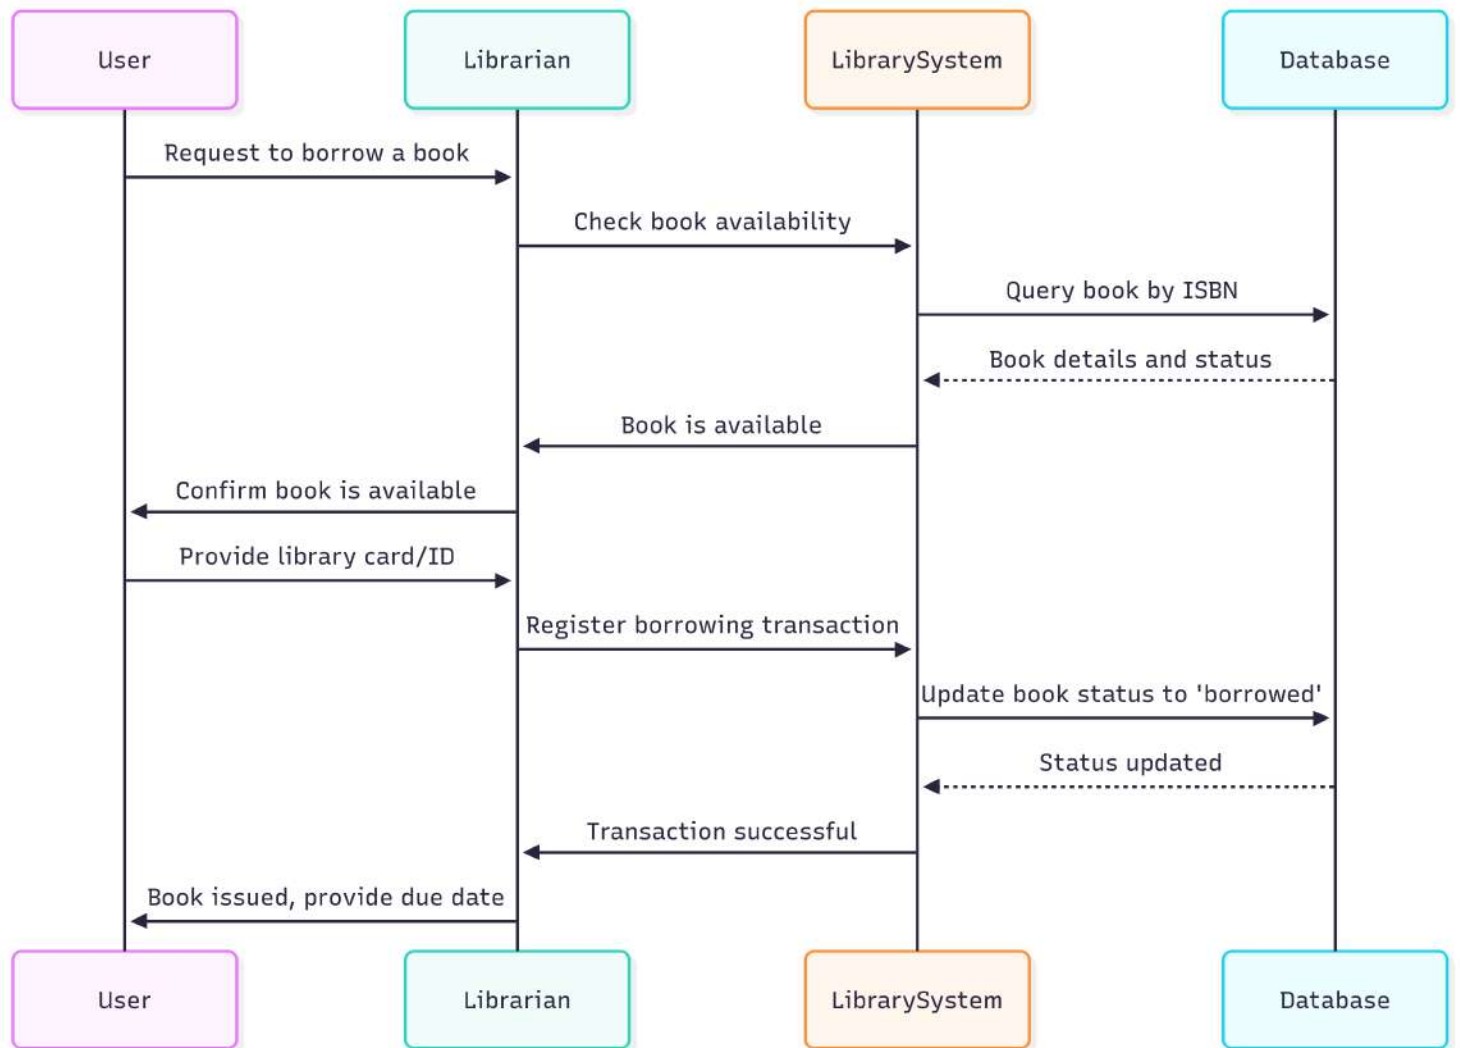 User
Librarian
LibrarySystem
Database
Request to borrow a book
Check book availability
Query book by ISBN
Book details and status
Book is available
Confirm book is available
Provide library card/ID
Register borrowing transaction
Update book status to 'borrowed'
Status updated
Transaction successful
Book issued, provide due date
User
Librarian
LibrarySystem
Database